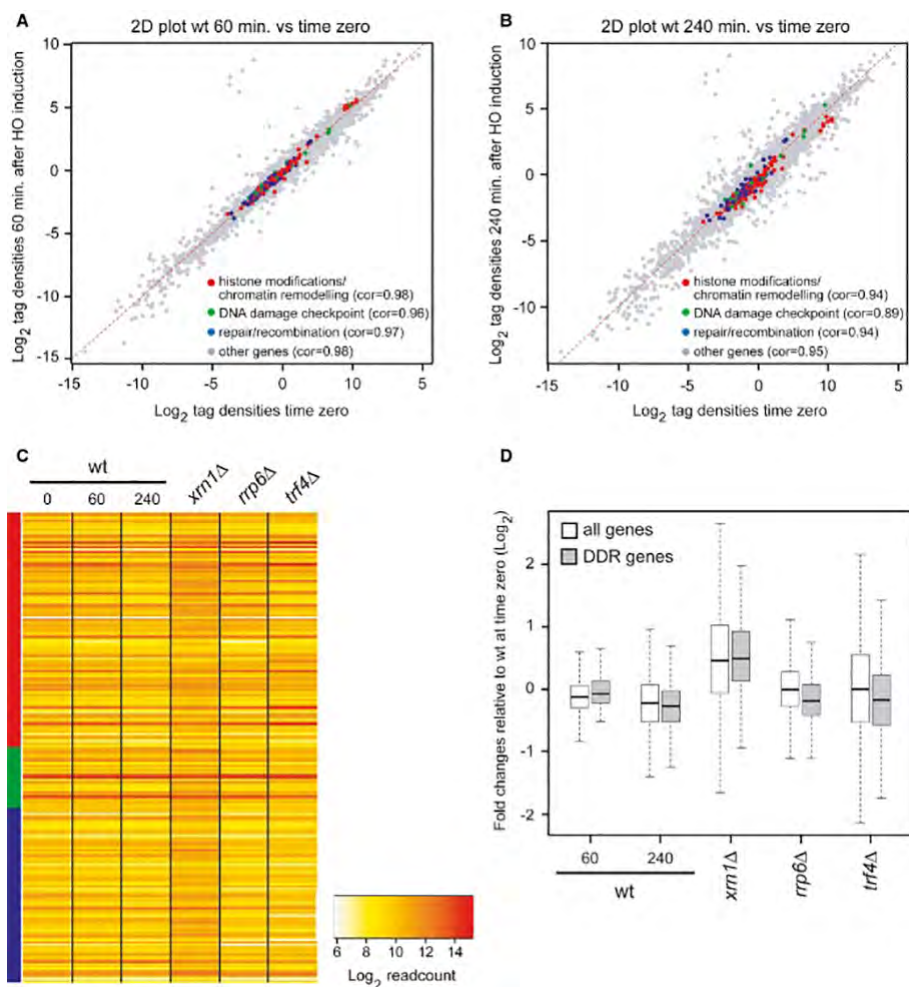 A
2D plot wt 60 min. vs time zero
Log2 tag densities 60 min. after HO induction
10
5
0
-5
-10
-15
histone modifications/
chromatin remodelling (cor=0.98)
DNA damage checkpoint (cor=0.98)
repair/recombination (cor=0.97)
other genes (cor=0.98)
-15 -10 -5 0 10 5
Log2 tag densities time zero
B
2D plot wt 240 min. vs time zero
Log2 tag densities 240 min. after HO induction
10
5
0
-5
-10
histone modifications/
chromatin remodelling (cor=0.94)
DNA damage checkpoint (cor=0.89)
repair/recombination (cor=0.94)
other genes (cor=0.95)
-15 -10 -5 0 10 5
Log2 tag densities time zero
C
wt
0 60 240 xrn1Δ rrp6Δ trf4Δ
6 8 10 12 14
Log2 readcount
D
Fold changes relative to wt at time zero (Log2)
all genes
DDR genes
2
1
0
-1
-2
60 240 xrn1Δ rrp6Δ trf4Δ
wt